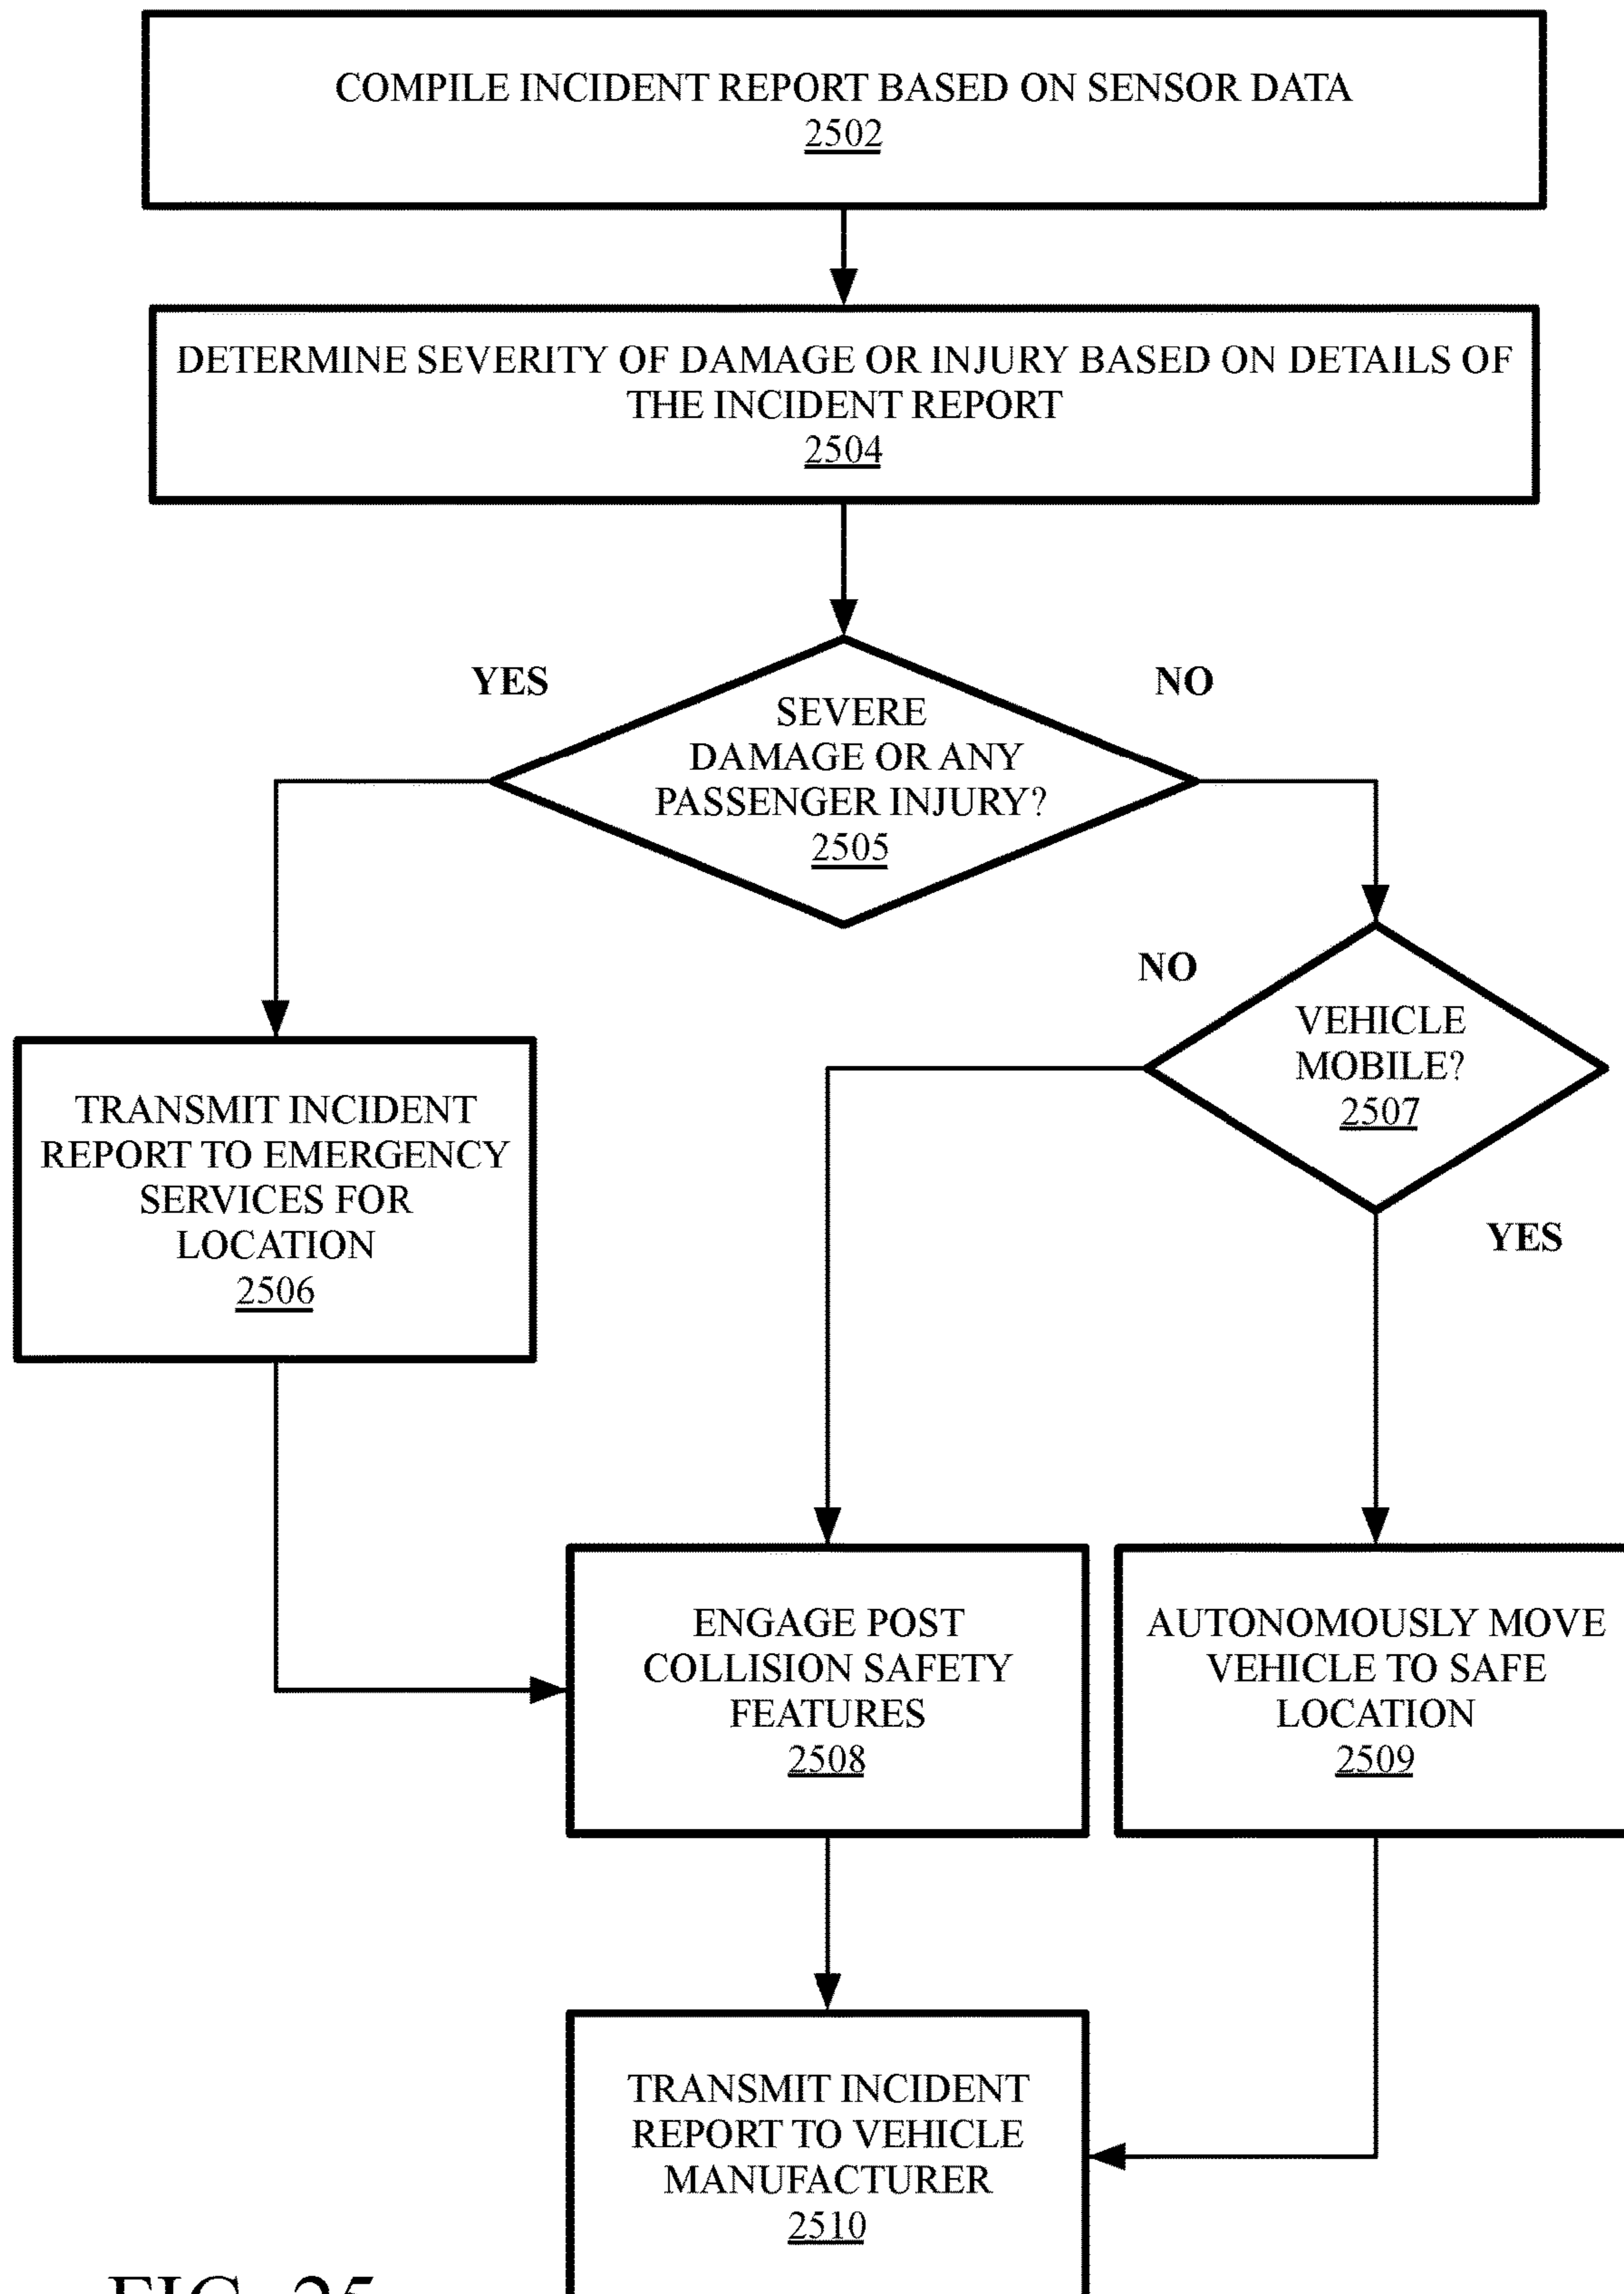 COMPILE INCIDENT REPORT BASED ON SENSOR DATA
2502
DETERMINE SEVERITY OF DAMAGE OR INJURY BASED ON DETAILS OF
THE INCIDENT REPORT
2504
YES
NO
SEVERE
DAMAGE OR ANY
PASSENGER INJURY?
2505
NO
VEHICLE
MOBILE?
2507
YES
TRANSMIT INCIDENT
REPORT TO EMERGENCY
SERVICES FOR
LOCATION
2506
ENGAGE POST
COLLISION SAFETY
FEATURES
2508
AUTONOMOUSLY MOVE
VEHICLE TO SAFE
LOCATION
2509
TRANSMIT INCIDENT
REPORT TO VEHICLE
MANUFACTURER
2510
FIG. 25